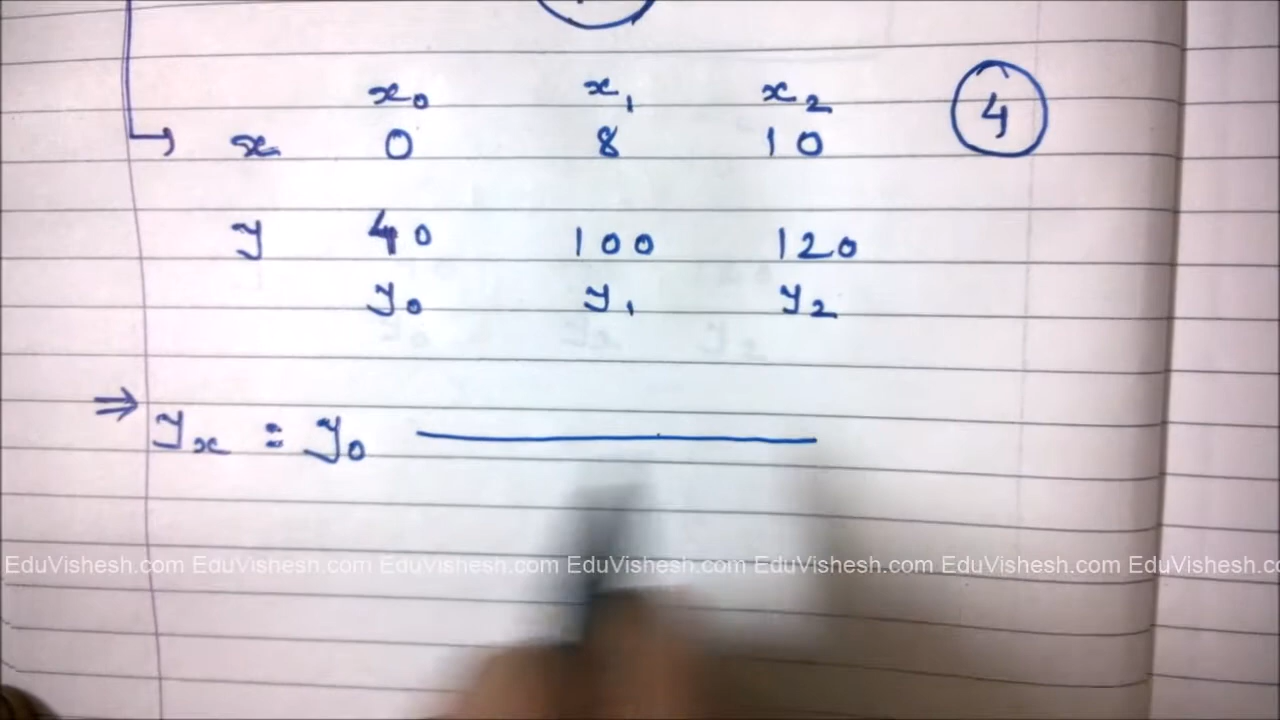 x₀ x₁ x₂ 4
x 0 8 10
y 40 100 120
y₀ y₁ y₂
⇒ yₓ = y₀
EduVishesh.com EduVishesh.com EduVishesh.com EduVishesh.com EduVishesh.com EduVishesh.com EduVishesh.co